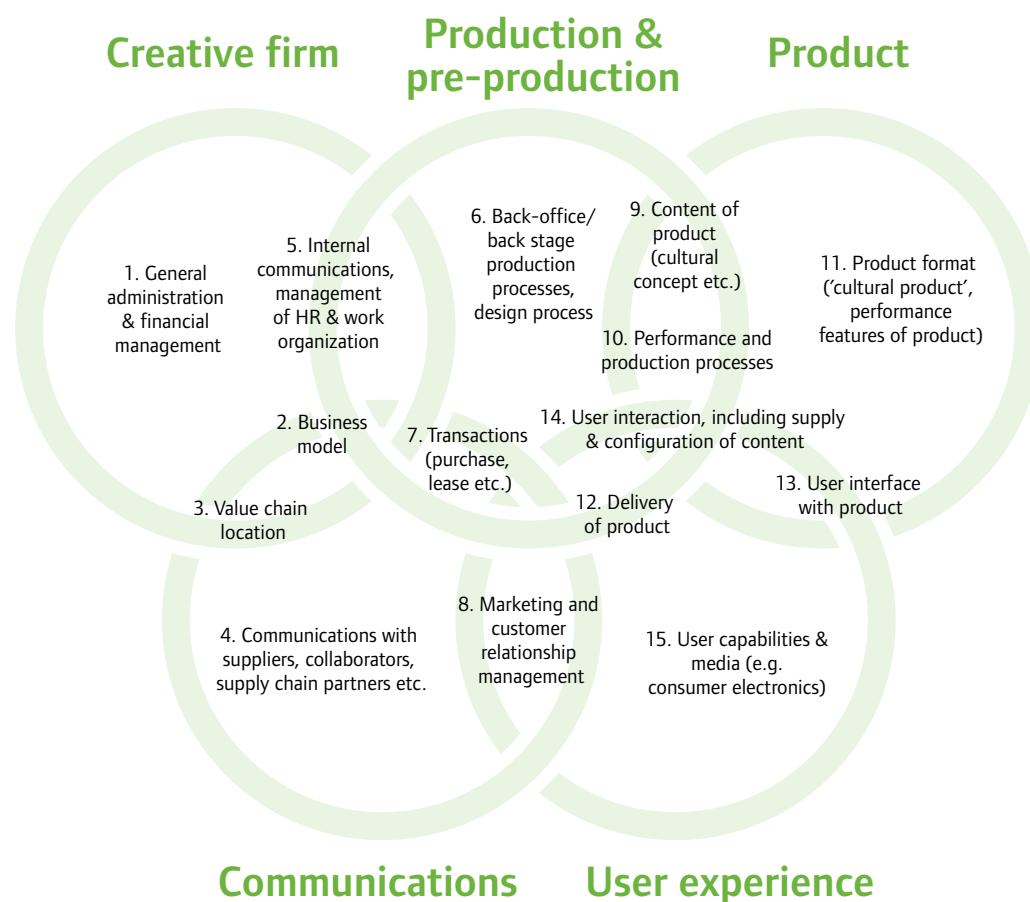 Creative firm
Production &
pre-production
Product
1. General
administration
& financial
management
5. Internal
communications,
management
of HR & work
organization
6. Back-office/
back stage
production
processes,
design process
9. Content of
product
(cultural
concept etc.)
10. Performance and
production processes
11. Product format
(‘cultural product’,
performance
features of product)
2. Business
model
7. Transactions
(purchase,
lease etc.)
14. User interaction, including supply
& configuration of content
3. Value chain
location
12. Delivery
of product
13. User interface
with product
4. Communications with
suppliers, collaborators,
supply chain partners etc.
8. Marketing and
customer
relationship
management
15. User capabilities &
media (e.g.
consumer electronics)
Communications
User experience